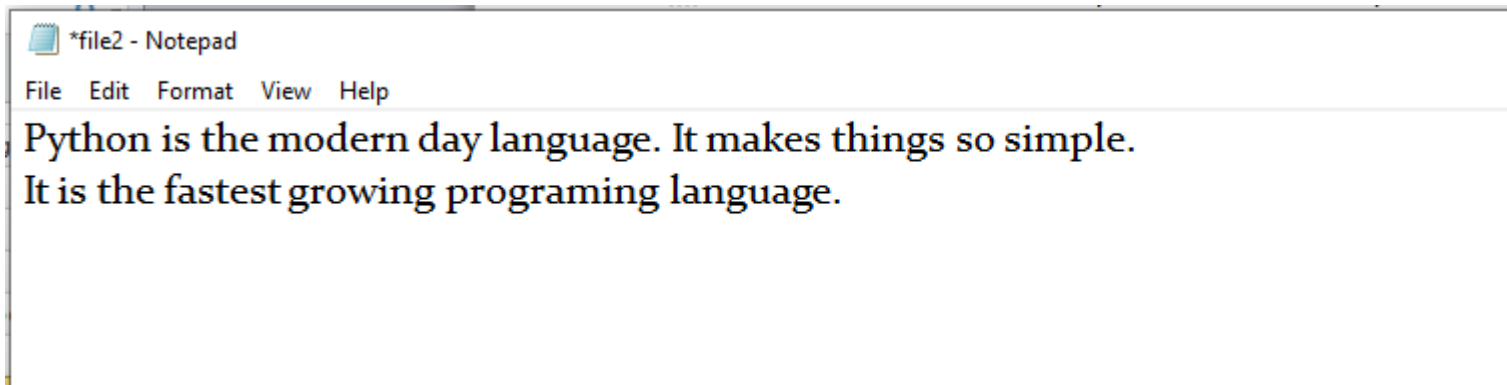 *file2 - Notepad
File Edit Format View Help
Python is the modern day language. It makes things so simple.
It is the fastest growing programing language.